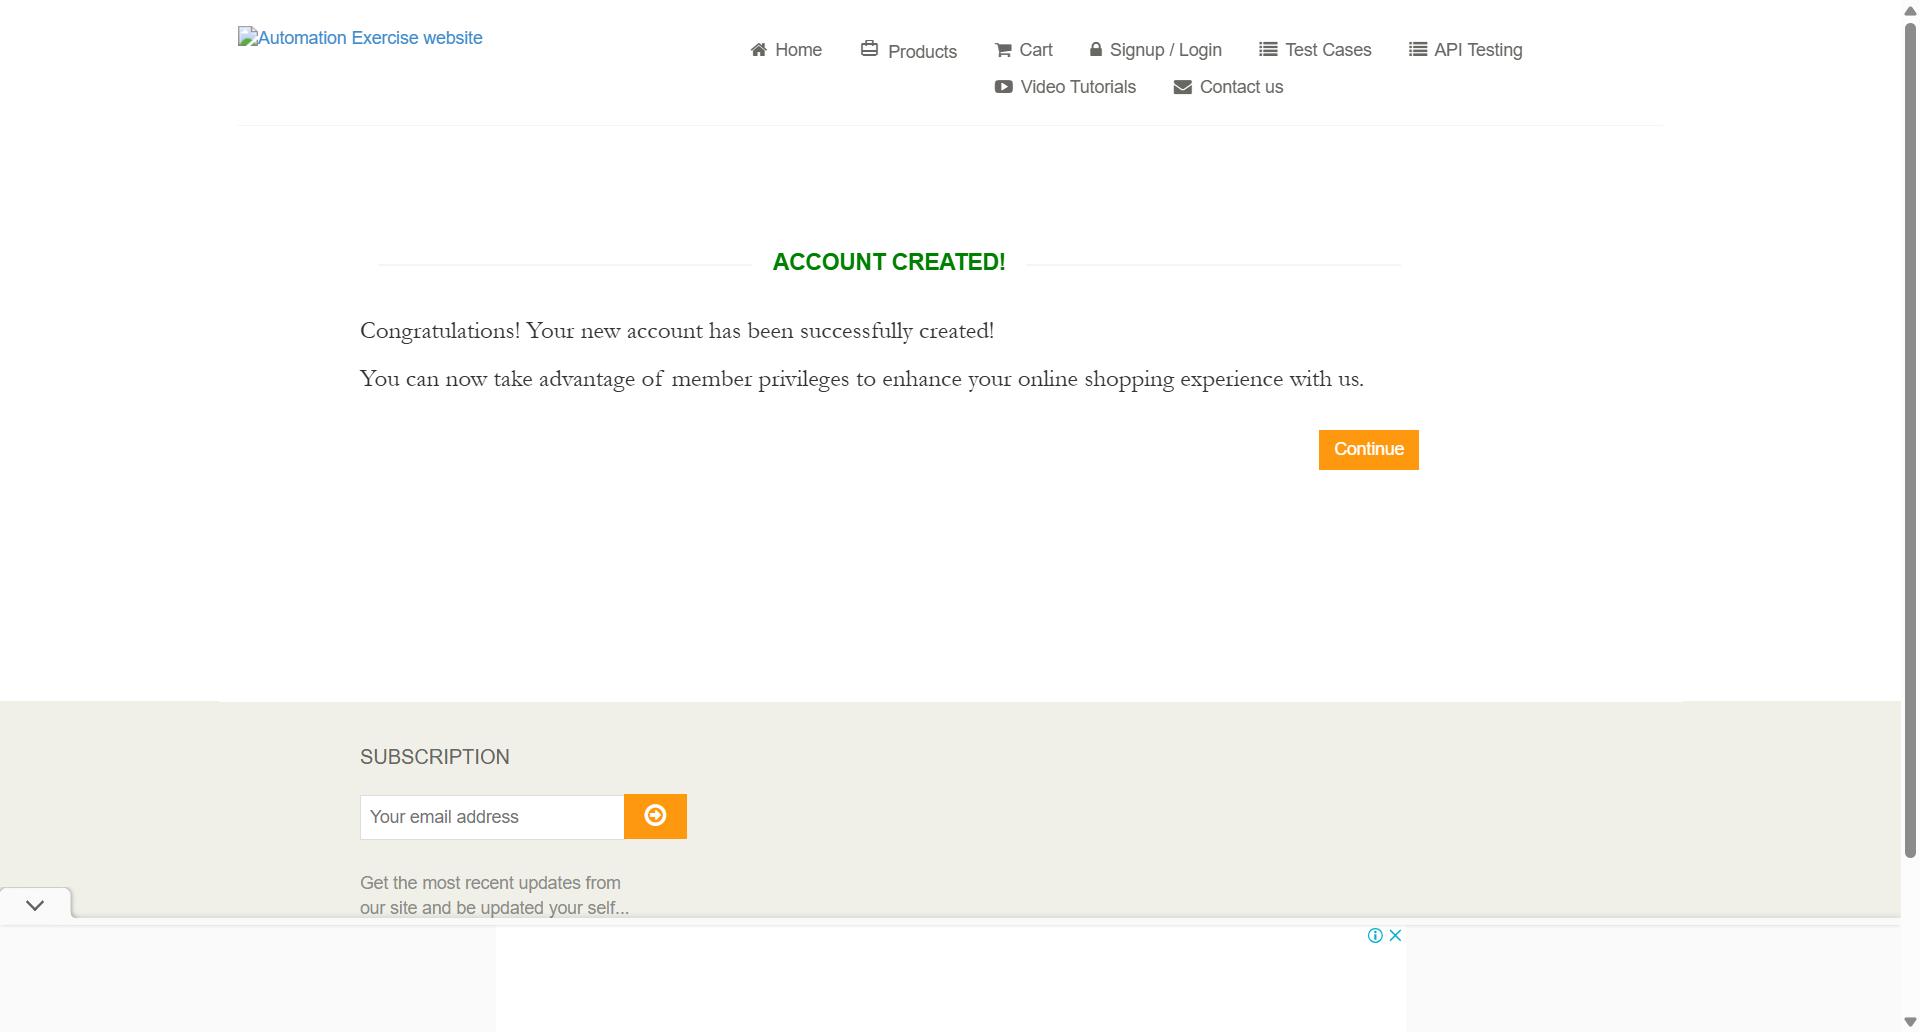 Automation Exercise website
Home Products Cart Signup / Login Test Cases API Testing
Video Tutorials Contact us
ACCOUNT CREATED!
Congratulations! Your new account has been successfully created!
You can now take advantage of member privileges to enhance your online shopping experience with us.
Continue
SUBSCRIPTION
Your email address
Get the most recent updates from
our site and be updated your self...